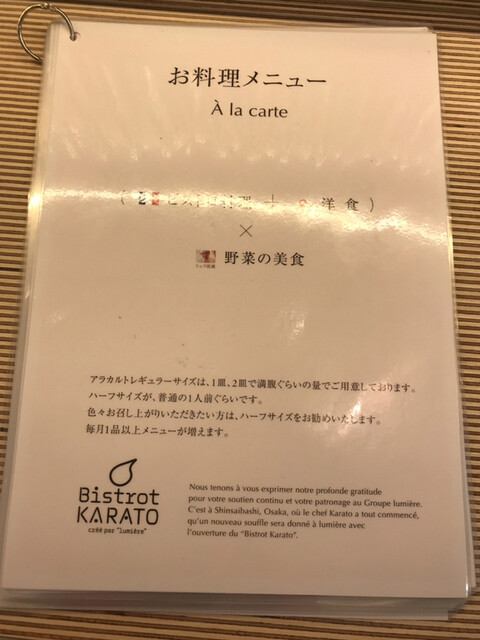 お料理メニュー
À la carte
( ビストロ料理 + 洋食 )
×
野菜の美食
アラカルトレギュラーサイズは、1皿、2皿で満腹ぐらいの量でご用意しております。
ハーフサイズが、普通の1人前ぐらいです。
色々お召し上がりいただきたい方は、ハーフサイズをお勧めいたします。
毎月1品以上メニューが増えます。
Bistrot
KARATO
créé par "lumière"
Nous tenons à vous exprimer notre profonde gratitude
pour votre soutien continu et votre patronage au Groupe lumière.
C'est à Shinsaibashi, Osaka, où le chef Karato a tout commencé,
qu'un nouveau souffle sera donné à lumière avec
l'ouverture du "Bistrot Karato".